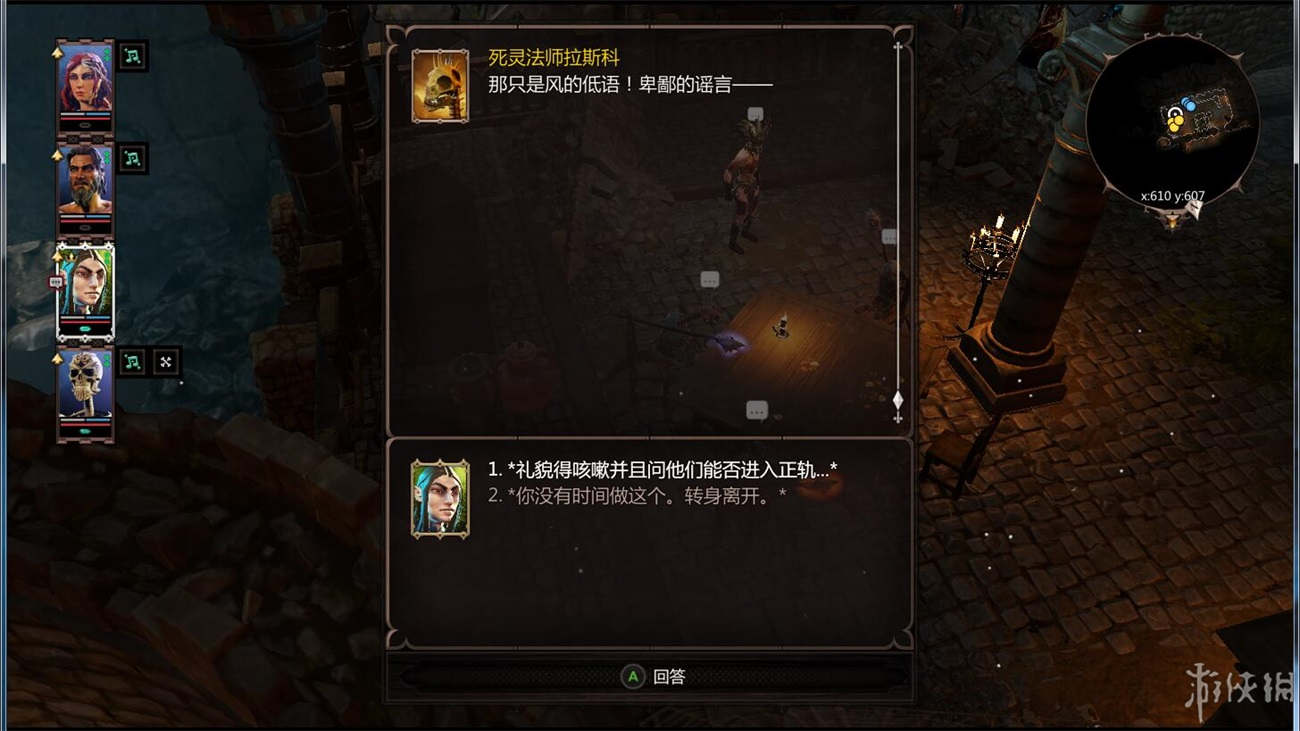 死灵法师拉斯科
那只是风的低语！卑鄙的谣言——
x:610 y:607
1. *礼貌得咳嗽并且问他们能否进入正轨...*
2. *你没有时间做这个。转身离开。*
A 回答
游侠网